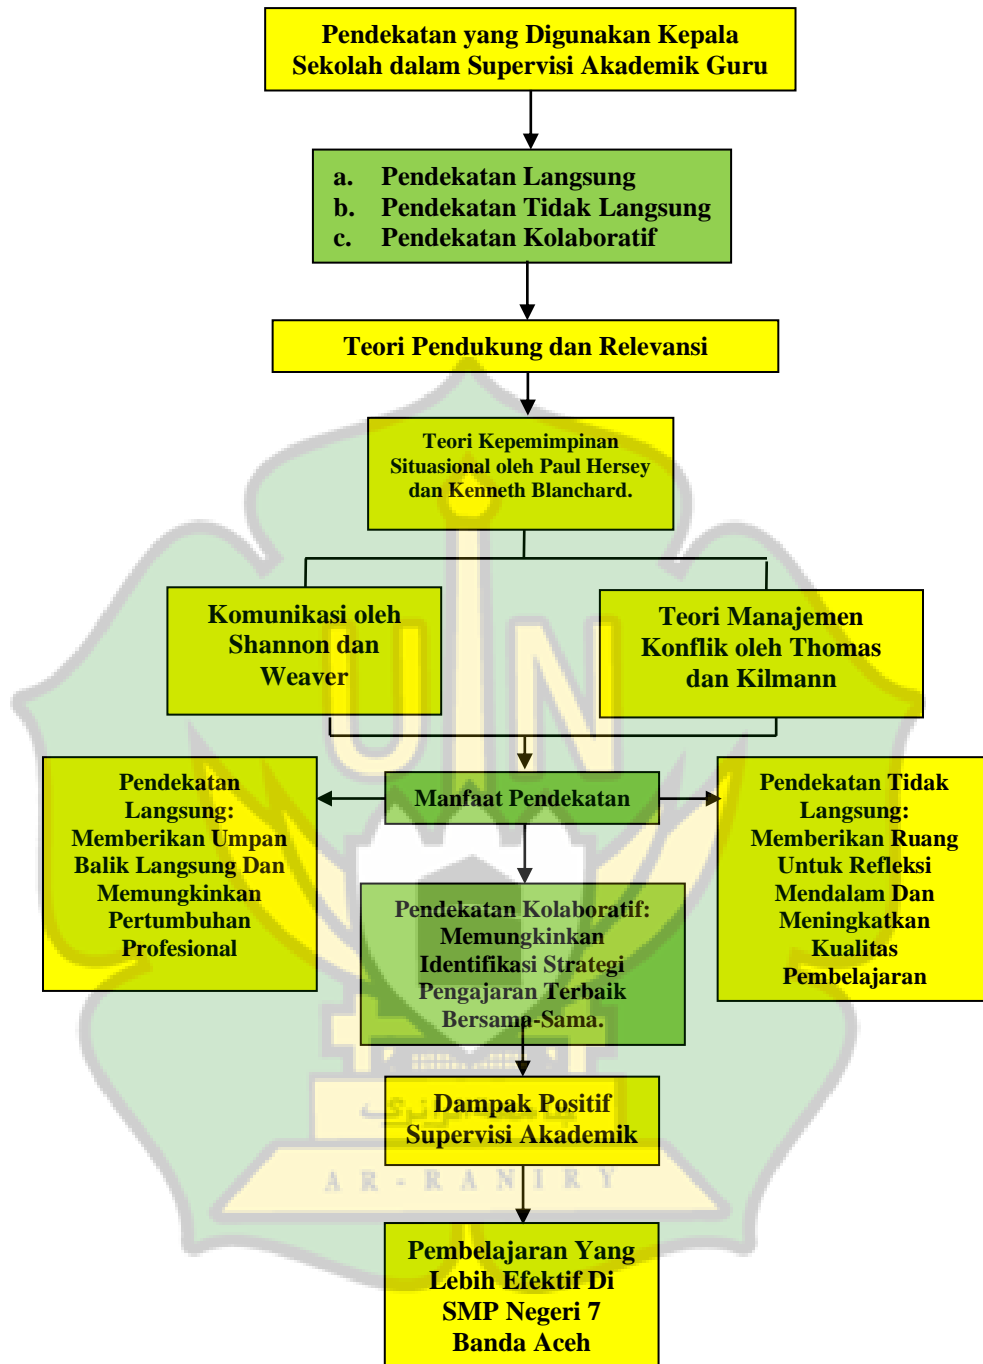 Pendekatan yang Digunakan Kepala
Sekolah dalam Supervisi Akademik Guru
a. Pendekatan Langsung
b. Pendekatan Tidak Langsung
c. Pendekatan Kolaboratif
Teori Pendukung dan Relevansi
Teori Kepemimpinan
Situasional oleh Paul Hersey
dan Kenneth Blanchard.
Komunikasi oleh
Shannon dan
Weaver
Teori Manajemen
Konflik oleh Thomas
dan Kilmann
Pendekatan
Langsung:
Memberikan Umpan
Balik Langsung Dan
Memungkinkan
Pertumbuhan
Profesional
Manfaat Pendekatan
Pendekatan Tidak
Langsung:
Memberikan Ruang
Untuk Refleksi
Mendalam Dan
Meningkatkan
Kualitas
Pembelajaran
Pendekatan Kolaboratif:
Memungkinkan
Identifikasi Strategi
Pengajaran Terbaik
Bersama-Sama.
Dampak Positif
Supervisi Akademik
Pembelajaran Yang
Lebih Efektif Di
SMP Negeri 7
Banda Aceh
UIN
AR-RANIRY